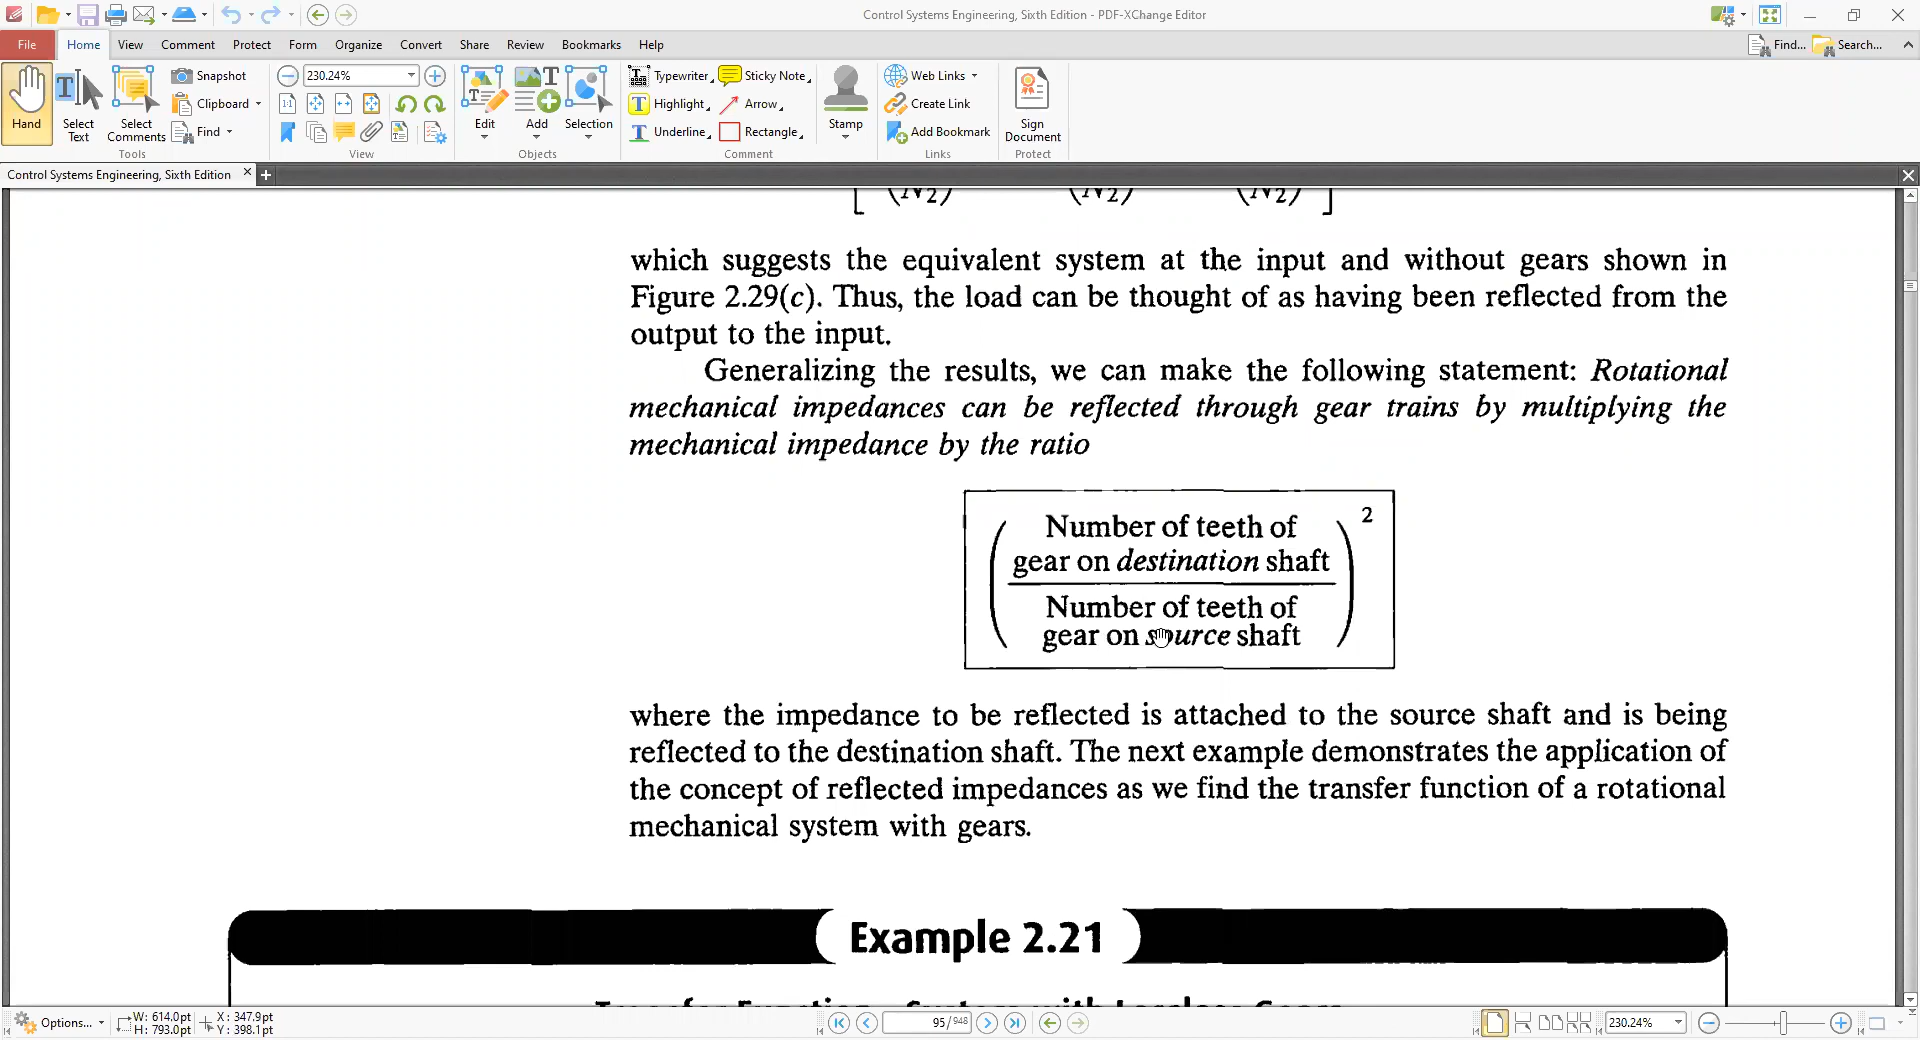 Control Systems Engineering, Sixth Edition - PDF-XChange Editor
File Home View Comment Protect Form Organize Convert Share Review Bookmarks Help Find... Search...
Hand
Select Text
Select Comments
Snapshot
Clipboard
Find
Tools
230.24%
1:1
View
Edit
Add
Selection
Objects
Typewriter
Highlight
Underline
Sticky Note
Arrow
Rectangle
Comment
Stamp
Web Links
Create Link
Add Bookmark
Links
Sign Document
Protect
Control Systems Engineering, Sixth Edition
which suggests the equivalent system at the input and without gears shown in
Figure 2.29(c). Thus, the load can be thought of as having been reflected from the
output to the input.
Generalizing the results, we can make the following statement: Rotational
mechanical impedances can be reflected through gear trains by multiplying the
mechanical impedance by the ratio
Number of teeth of
gear on destination shaft
Number of teeth of
gear on source shaft
2
where the impedance to be reflected is attached to the source shaft and is being
reflected to the destination shaft. The next example demonstrates the application of
the concept of reflected impedances as we find the transfer function of a rotational
mechanical system with gears.
Example 2.21
Options...
W: 614.0pt
H: 793.0pt
X: 347.9pt
Y: 398.1pt
95 / 948
230.24%